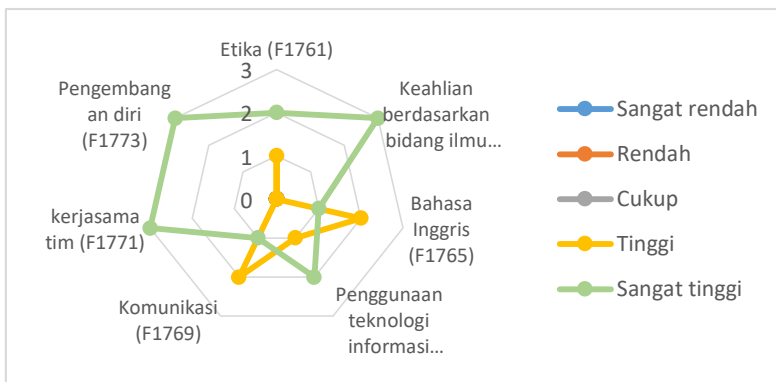 Etika (F1761)
3
2
1
0
Keahlian
berdasarkan
bidang ilmu...
Bahasa
Inggris
(F1765)
Penggunaan
teknologi
informasi...
Komunikasi
(F1769)
kerjasama
tim (F1771)
Pengembang
an diri
(F1773)
Sangat rendah
Rendah
Cukup
Tinggi
Sangat tinggi